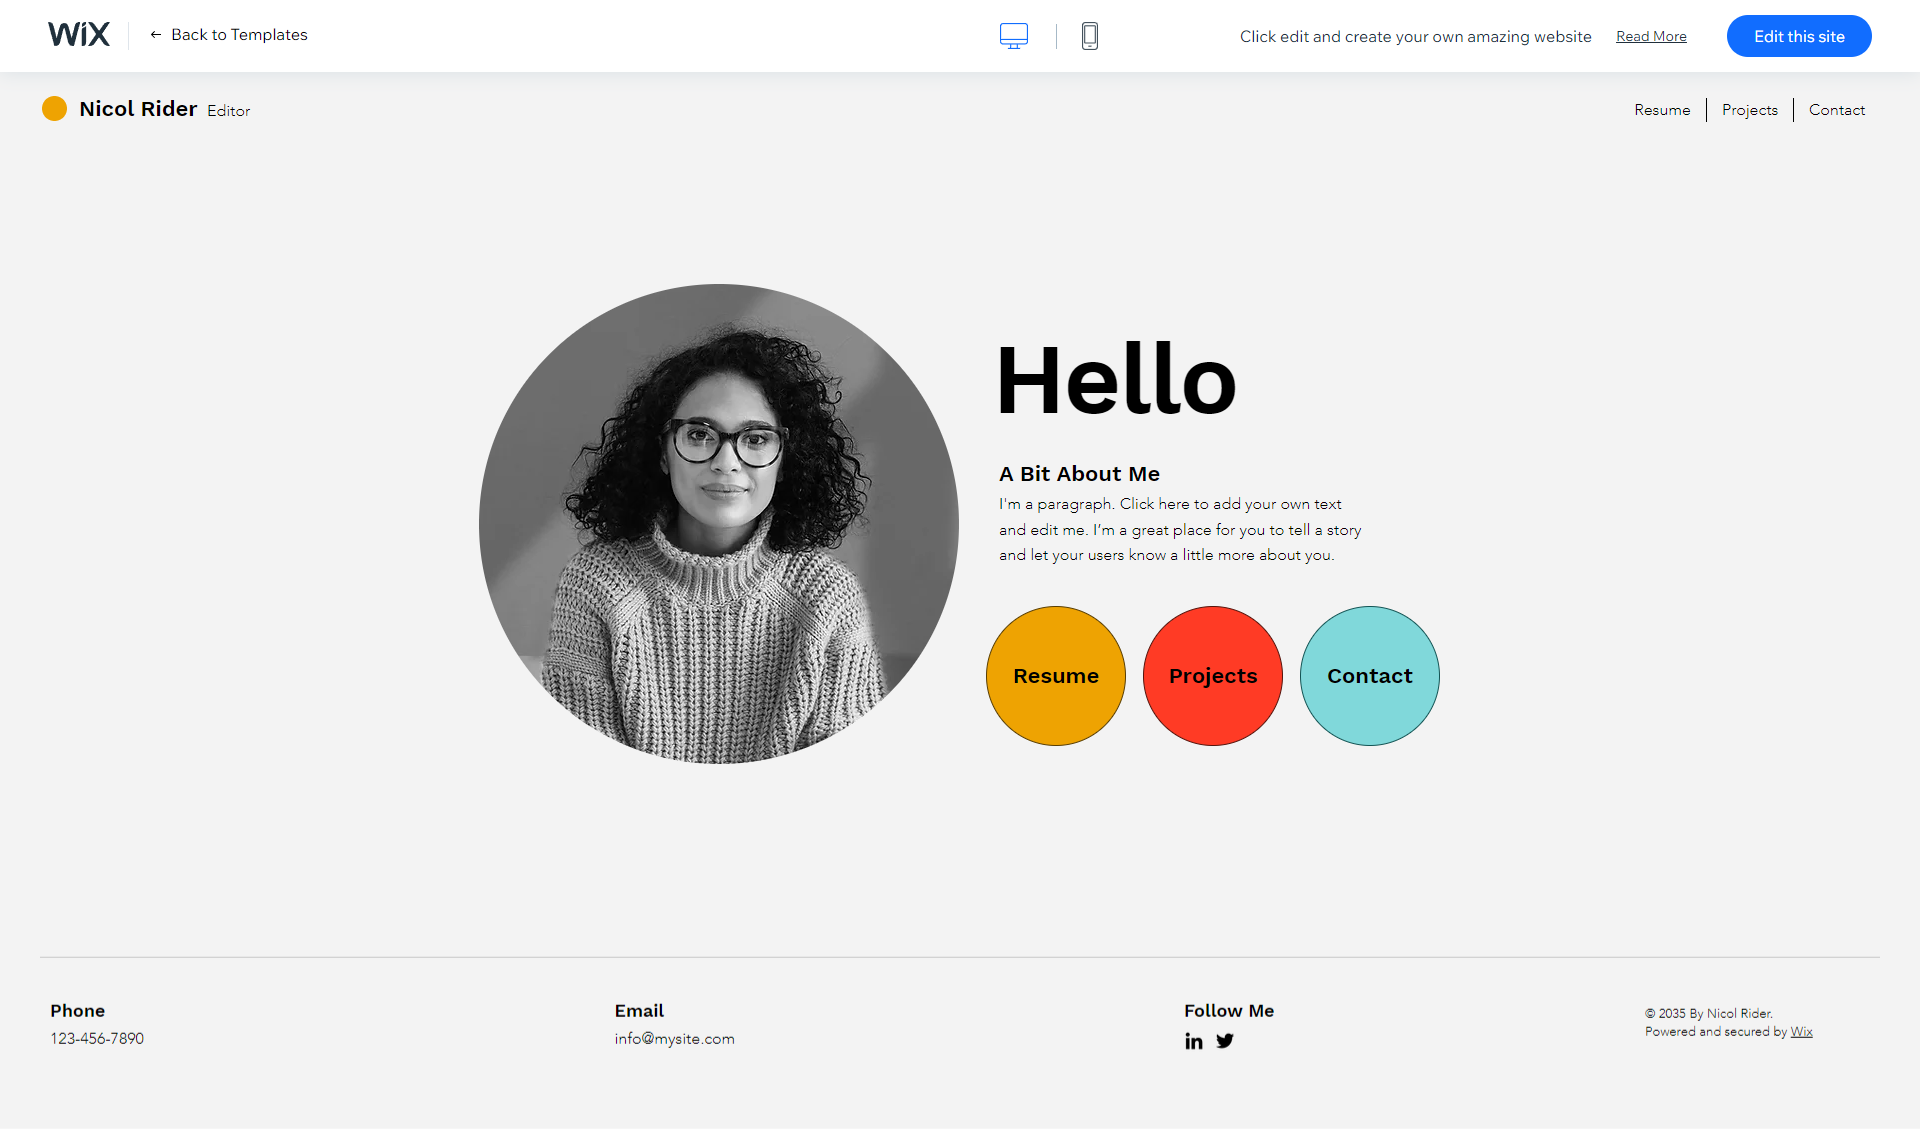 WiX
← Back to Templates
Click edit and create your own amazing website
Read More
Edit this site
Nicol Rider Editor
Resume
Projects
Contact
Hello
A Bit About Me
I'm a paragraph. Click here to add your own text
and edit me. I’m a great place for you to tell a story
and let your users know a little more about you.
Resume
Projects
Contact
Phone
123-456-7890
Email
info@mysite.com
Follow Me
in
© 2035 By Nicol Rider.
Powered and secured by Wix